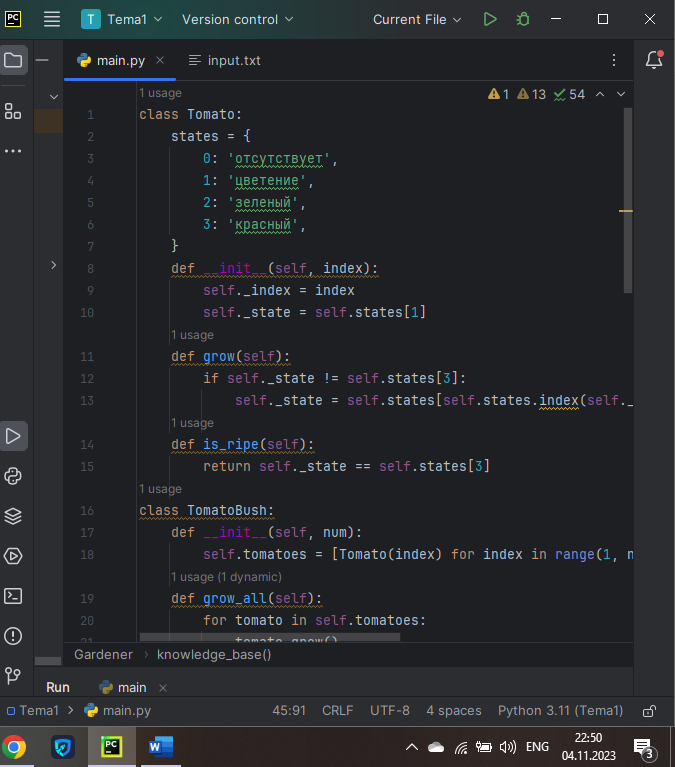 PC
T Tema1 Version control Current File
main.py input.txt
1 usage 1 13 54
1 class Tomato:
2 states = {
3 0: 'отсутствует',
4 1: 'цветение',
5 2: 'зеленый',
6 3: 'красный',
7 }
8 def __init__(self, index):
9 self._index = index
10 self._state = self.states[1]
1 usage
11 def grow(self):
12 if self._state != self.states[3]:
13 self._state = self.states[self.states.index(self._
1 usage
14 def is_ripe(self):
15 return self._state == self.states[3]
1 usage
16 class TomatoBush:
17 def __init__(self, num):
18 self.tomatoes = [Tomato(index) for index in range(1, n
1 usage (1 dynamic)
19 def grow_all(self):
20 for tomato in self.tomatoes:
21 tomato.grow()
Gardener knowledge_base()
Run main
Tema1 main.py 45:91 CRLF UTF-8 4 spaces Python 3.11 (Tema1)
PC W ENG 22:50
04.11.2023 3